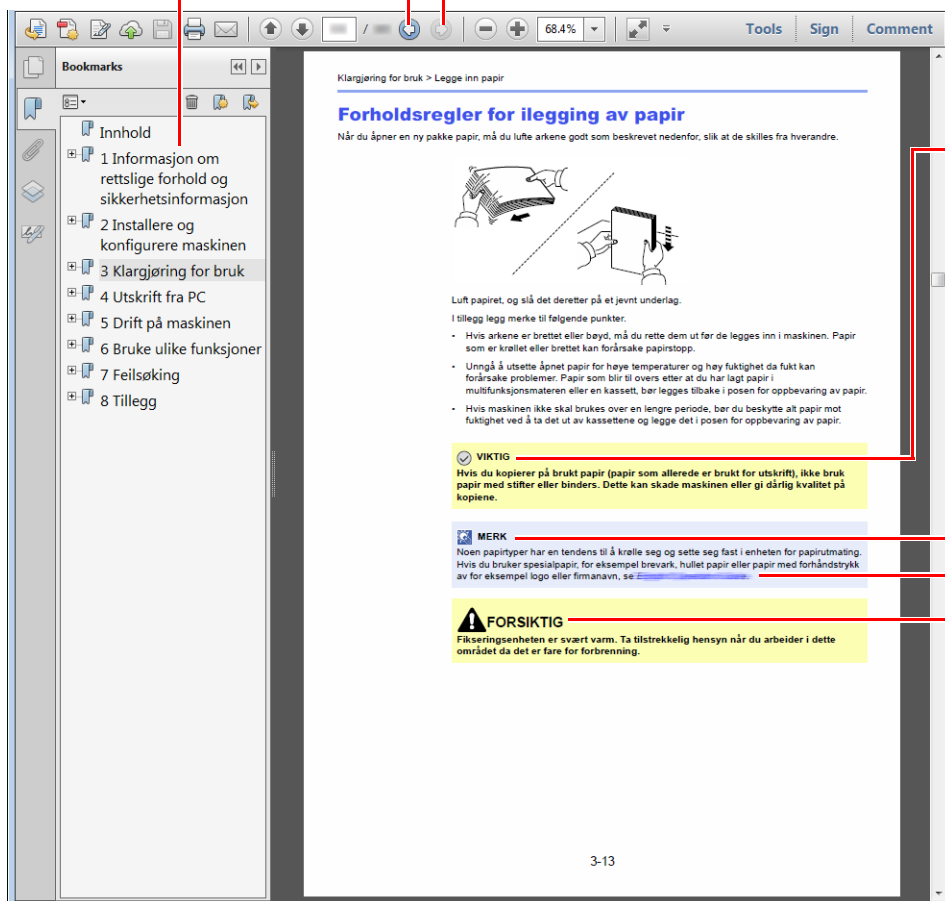 /
68.4%
Tools
Sign
Comment
Bookmarks
Innhold
1 Informasjon om
rettslige forhold og
sikkerhetsinformasjon
2 Installere og
konfigurere maskinen
3 Klargjøring for bruk
4 Utskrift fra PC
5 Drift på maskinen
6 Bruke ulike funksjoner
7 Feilsøking
8 Tillegg
Klargjøring for bruk > Legge inn papir
Forholdsregler for ilegging av papir
Når du åpner en ny pakke papir, må du lufte arkene godt som beskrevet nedenfor, slik at de skilles fra hverandre.
Luft papiret, og slå det deretter på et jevnt underlag.
I tillegg legg merke til følgende punkter.
• Hvis arkene er brettet eller bøyd, må du rette dem ut før de legges inn i maskinen. Papir
som er krøllet eller brettet kan forårsake papirstopp.
• Unngå å utsette åpnet papir for høye temperaturer og høy fuktighet da fukt kan
forårsake problemer. Papir som blir til overs etter at du har lagt papir i
multifunksjonsmateren eller en kassett, bør legges tilbake i posen for oppbevaring av papir.
• Hvis maskinen ikke skal brukes over en lengre periode, bør du beskytte alt papir mot
fuktighet ved å ta det ut av kassettene og legge det i posen for oppbevaring av papir.
VIKTIG
Hvis du kopierer på brukt papir (papir som allerede er brukt for utskrift), ikke bruk
papir med stifter eller binders. Dette kan skade maskinen eller gi dårlig kvalitet på
kopiene.
MERK
Noen papirtyper har en tendens til å krølle seg og sette seg fast i enheten for papirutmating.
Hvis du bruker spesialpapir, for eksempel brevark, hullet papir eller papir med forhåndstrykk
av for eksempel logo eller firmanavn, se
FORSIKTIG
Fikseringsenheten er svært varm. Ta tilstrekkelig hensyn når du arbeider i dette
området da det er fare for forbrenning.
3-13